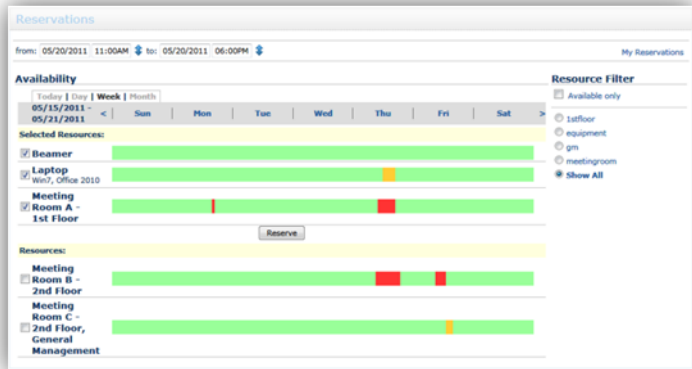 Reservations
from: 05/20/2011 11:00AM to: 05/20/2011 06:00PM
My Reservations
Availability
Today | Day | Week | Month
05/15/2011 - 05/21/2011 < | Sun | Mon | Tue | Wed | Thu | Fri | Sat >
Selected Resources:
Beamer
Laptop
Win7, Office 2010
Meeting
Room A -
1st Floor
Reserve
Resources:
Meeting
Room B -
2nd Floor
Meeting
Room C -
2nd Floor,
General
Management
Resource Filter
Available only
1stfloor
equipment
gm
meetingroom
Show All